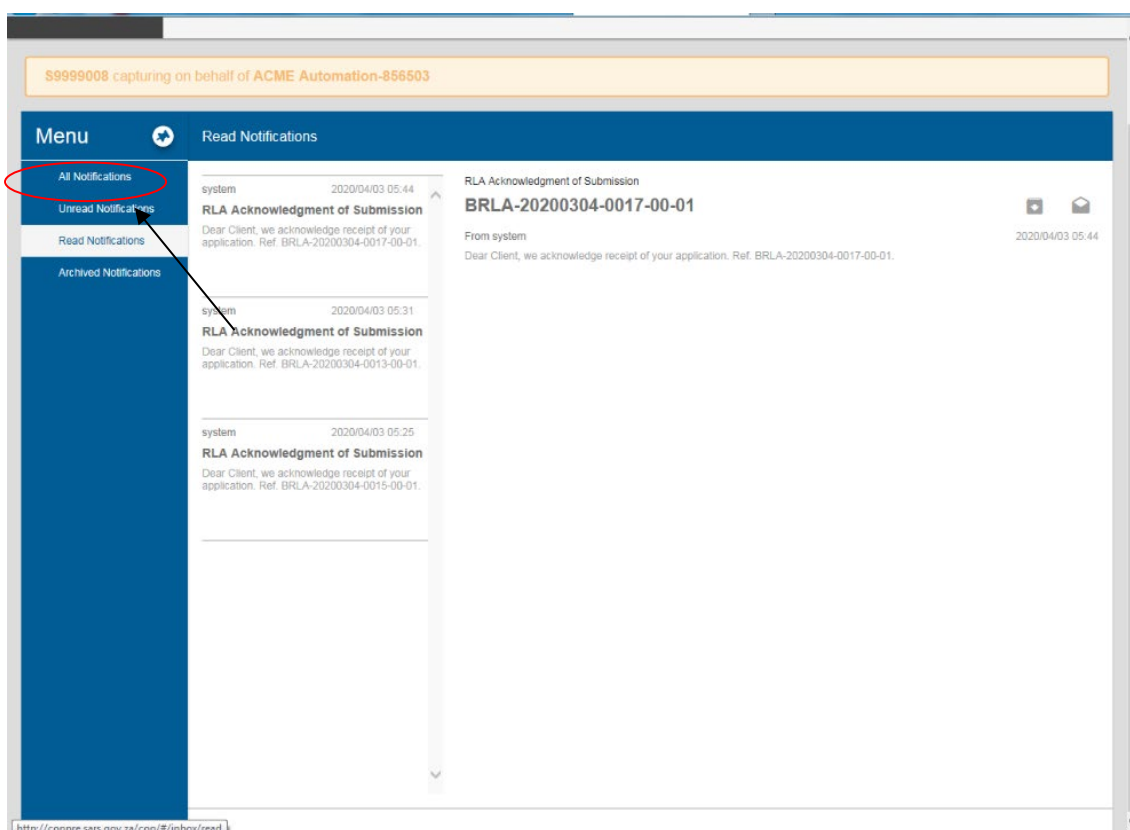 S9999008 capturing on behalf of ACME Automation-856503
Menu
Read Notifications
All Notifications
Unread Notifications
Read Notifications
Archived Notifications
system 2020/04/03 05:44
RLA Acknowledgment of Submission
Dear Client, we acknowledge receipt of your
application. Ref. BRLA-20200304-0017-00-01.
system 2020/04/03 05:31
RLA Acknowledgment of Submission
Dear Client, we acknowledge receipt of your
application. Ref. BRLA-20200304-0013-00-01.
system 2020/04/03 05:25
RLA Acknowledgment of Submission
Dear Client, we acknowledge receipt of your
application. Ref. BRLA-20200304-0015-00-01.
RLA Acknowledgment of Submission
BRLA-20200304-0017-00-01
From system 2020/04/03 05:44
Dear Client, we acknowledge receipt of your application. Ref. BRLA-20200304-0017-00-01.